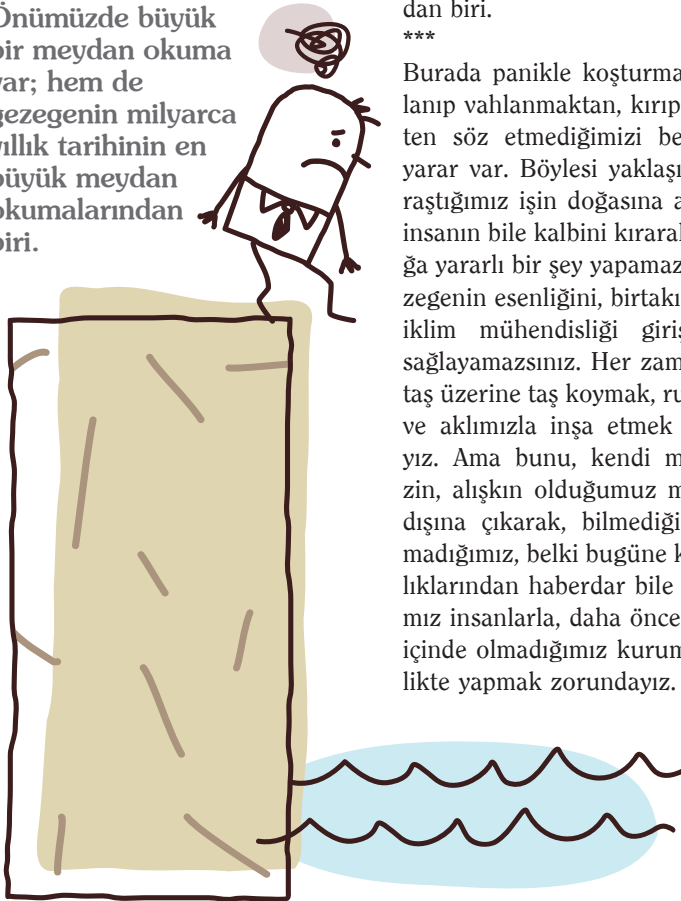 Önümüzde büyük
bir meydan okuma
var; hem de
gezegenin milyarca
yıllık tarihinin en
büyük meydan
okumalarından
biri.
dan biri.
***
Burada panikle koşturma
lanıp vahlanmaktan, kırıp
ten söz etmediğimizi be
yarar var. Böylesi yaklaşı
raştığımız işin doğasına a
insanın bile kalbini kırara
ğa yararlı bir şey yapamaz
zegenin esenliğini, birtakı
iklim mühendisliği giriş
sağlayamazsınız. Her zam
taş üzerine taş koymak, ru
ve aklımızla inşa etmek
yız. Ama bunu, kendi m
zin, alışkın olduğumuz m
dışına çıkarak, bilmediği
madığımız, belki bugüne k
lıklarından haberdar bile
mız insanlarla, daha önce
içinde olmadığımız kurum
likte yapmak zorundayız.